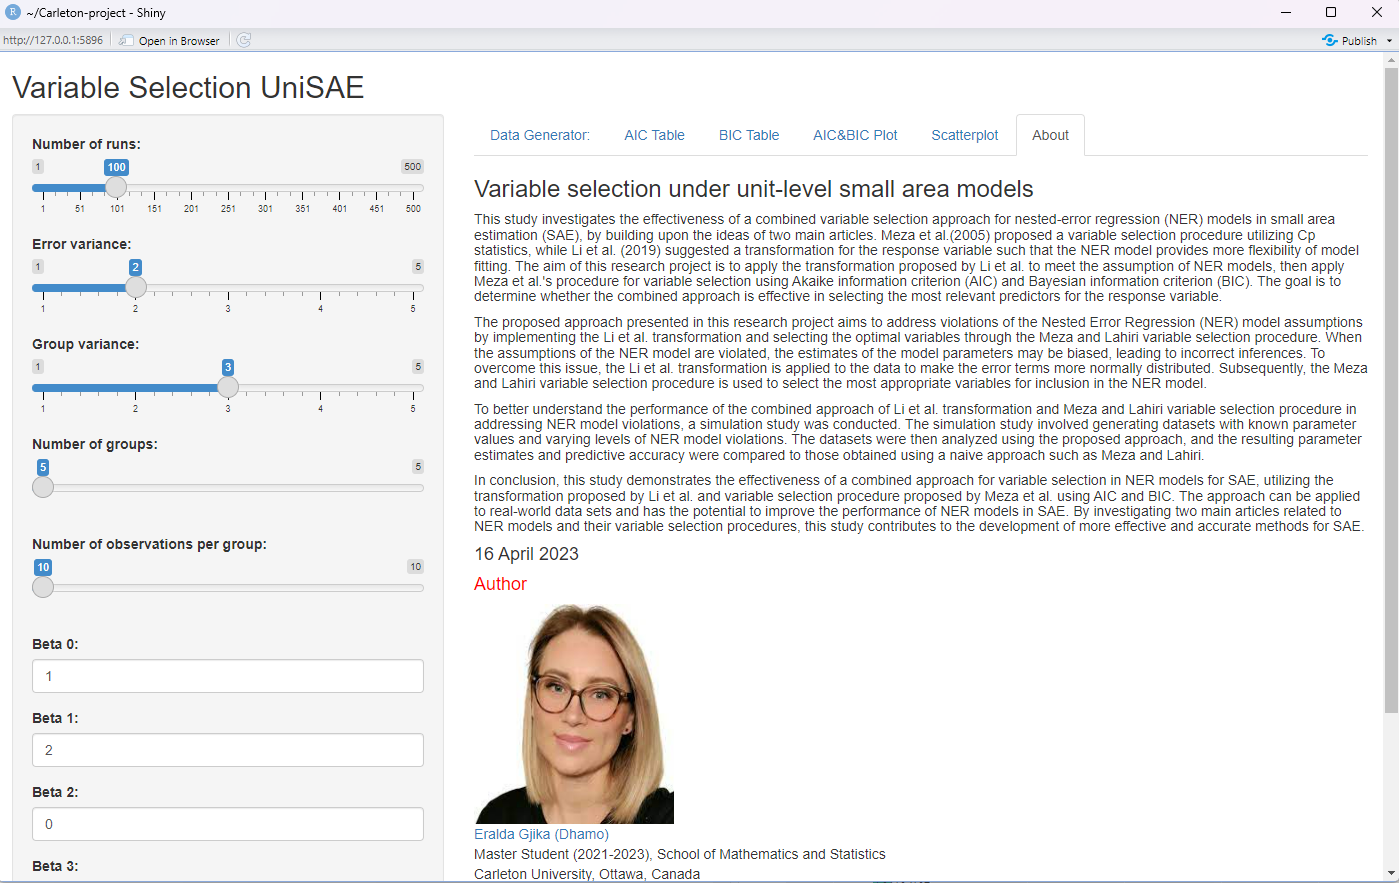 ~/Carleton-project - Shiny
http://127.0.0.1:5896
Open in Browser
Publish
Variable Selection UniSAE
Number of runs:
1
100
500
1 51 101 151 201 251 301 351 401 451 500
Error variance:
1
2
5
1 2 3 4 5
Group variance:
1
3
5
1 2 3 4 5
Number of groups:
5
5
Number of observations per group:
10
10
Beta 0:
1
Beta 1:
2
Beta 2:
0
Beta 3:
Data Generator: AIC Table BIC Table AIC&BIC Plot Scatterplot About
Variable selection under unit-level small area models
This study investigates the effectiveness of a combined variable selection approach for nested-error regression (NER) models in small area
estimation (SAE), by building upon the ideas of two main articles. Meza et al.(2005) proposed a variable selection procedure utilizing Cp
statistics, while Li et al. (2019) suggested a transformation for the response variable such that the NER model provides more flexibility of model
fitting. The aim of this research project is to apply the transformation proposed by Li et al. to meet the assumption of NER models, then apply
Meza et al.'s procedure for variable selection using Akaike information criterion (AIC) and Bayesian information criterion (BIC). The goal is to
determine whether the combined approach is effective in selecting the most relevant predictors for the response variable.
The proposed approach presented in this research project aims to address violations of the Nested Error Regression (NER) model assumptions
by implementing the Li et al. transformation and selecting the optimal variables through the Meza and Lahiri variable selection procedure. When
the assumptions of the NER model are violated, the estimates of the model parameters may be biased, leading to incorrect inferences. To
overcome this issue, the Li et al. transformation is applied to the data to make the error terms more normally distributed. Subsequently, the Meza
and Lahiri variable selection procedure is used to select the most appropriate variables for inclusion in the NER model.
To better understand the performance of the combined approach of Li et al. transformation and Meza and Lahiri variable selection procedure in
addressing NER model violations, a simulation study was conducted. The simulation study involved generating datasets with known parameter
values and varying levels of NER model violations. The datasets were then analyzed using the proposed approach, and the resulting parameter
estimates and predictive accuracy were compared to those obtained using a naive approach such as Meza and Lahiri.
In conclusion, this study demonstrates the effectiveness of a combined approach for variable selection in NER models for SAE, utilizing the
transformation proposed by Li et al. and variable selection procedure proposed by Meza et al. using AIC and BIC. The approach can be applied
to real-world data sets and has the potential to improve the performance of NER models in SAE. By investigating two main articles related to
NER models and their variable selection procedures, this study contributes to the development of more effective and accurate methods for SAE.
16 April 2023
Author
Eralda Gjika (Dhamo)
Master Student (2021-2023), School of Mathematics and Statistics
Carleton University, Ottawa, Canada